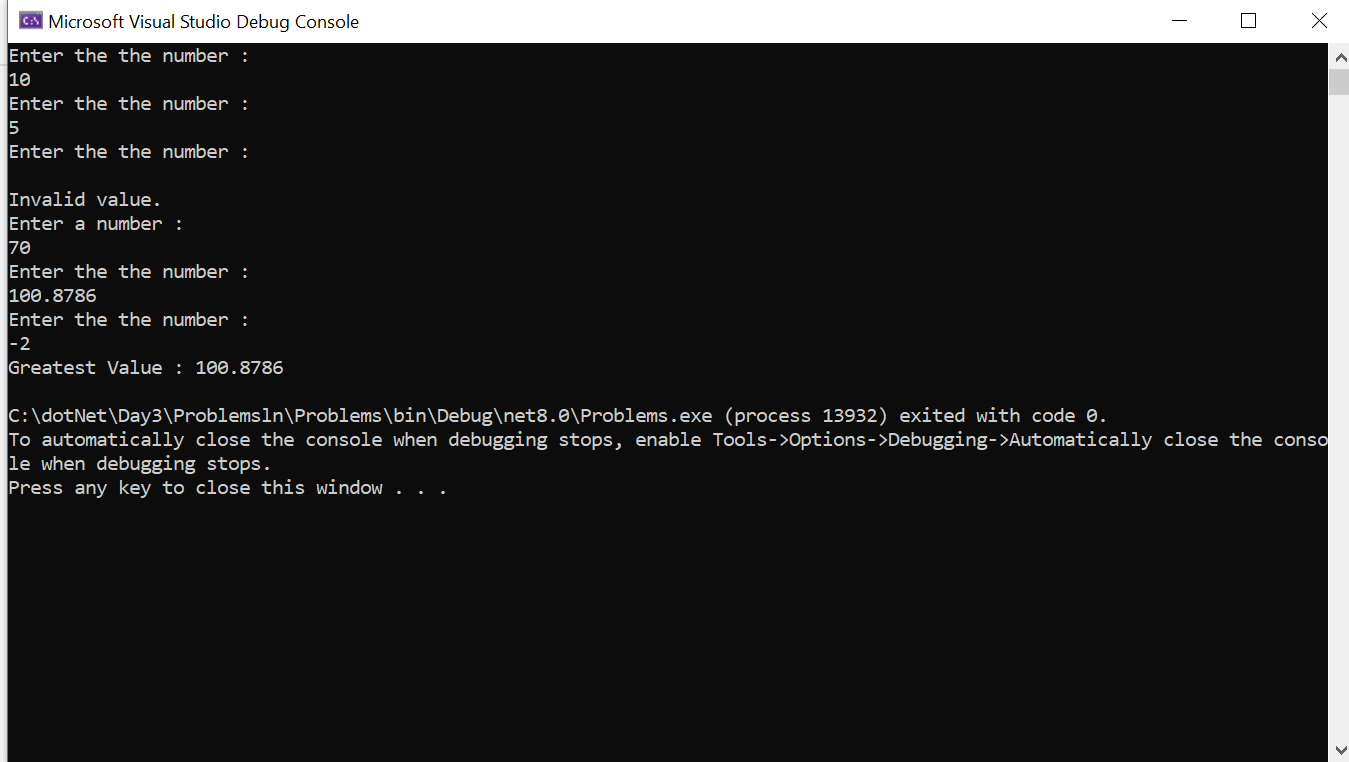 Microsoft Visual Studio Debug Console
Enter the the number :
10
Enter the the number :
5
Enter the the number :
Invalid value.
Enter a number :
70
Enter the the number :
100.8786
Enter the the number :
-2
Greatest Value : 100.8786
C:\dotNet\Day3\Problemsln\Problems\bin\Debug\net8.0\Problems.exe (process 13932) exited with code 0.
To automatically close the console when debugging stops, enable Tools->Options->Debugging->Automatically close the conso
le when debugging stops.
Press any key to close this window . . .